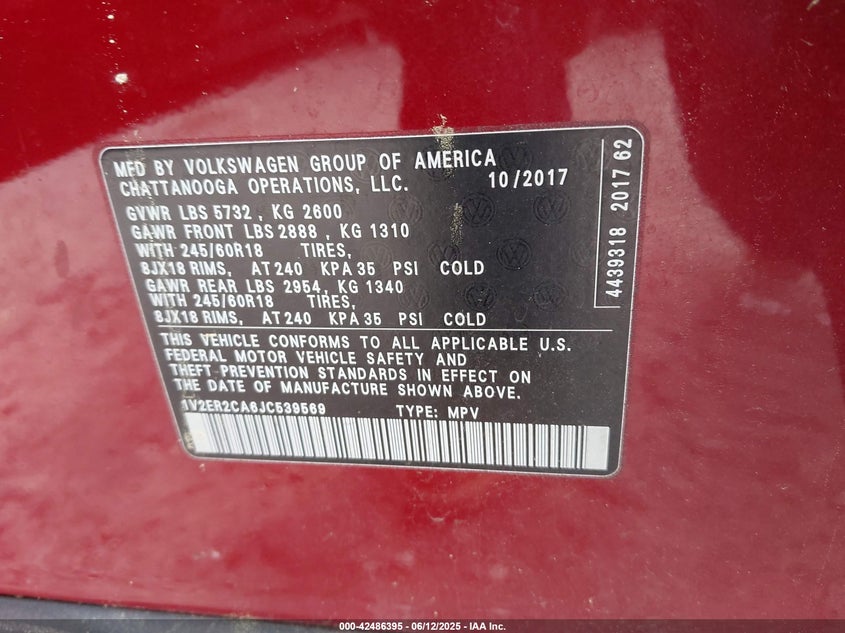 MFD BY VOLKSWAGEN GROUP OF AMERICA
CHATTANOOGA OPERATIONS, LLC. 10/2017
GVWR LBS 5732 , KG 2600
GAWR FRONT LBS 2888 , KG 1310
WITH 245/60R18 TIRES,
8JX18 RIMS, AT 240 KPA 35 PSI COLD
GAWR REAR LBS 2954, KG 1340
WITH 245/60R18 TIRES,
8JX18 RIMS, AT 240 KPA 35 PSI COLD
THIS VEHICLE CONFORMS TO ALL APPLICABLE U.S.
FEDERAL MOTOR VEHICLE SAFETY AND
THEFT-PREVENTION STANDARDS IN EFFECT ON
THE DATE OF MANUFACTURE SHOWN ABOVE.
1V2ER2CA6JC539569 TYPE: MPV
4439318 2017 62
000-42486395 - 06/12/2025 - IAA Inc.